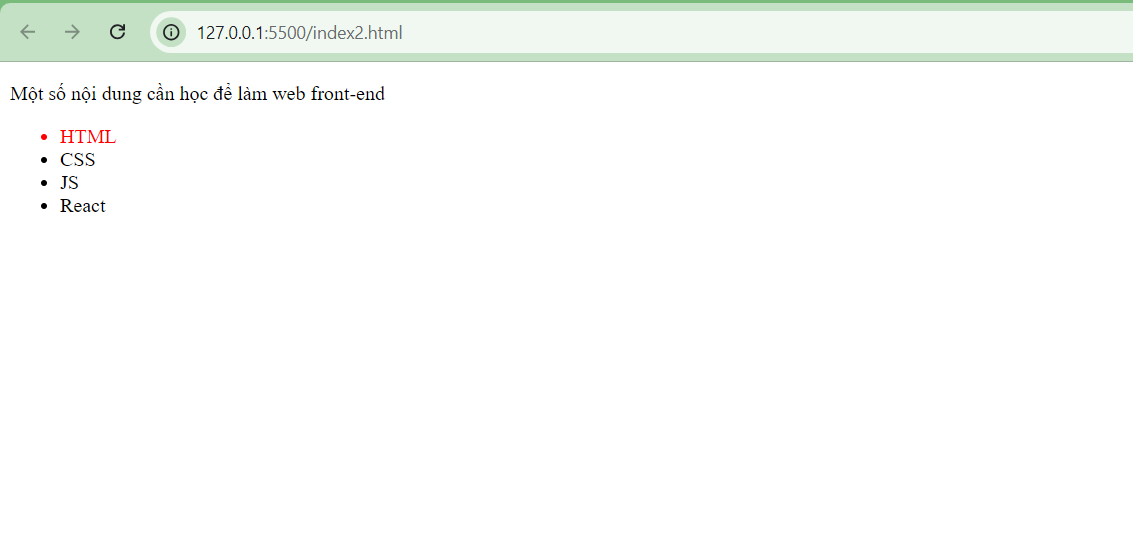 127.0.0.1:5500/index2.html
Một số nội dung cần học để làm web front-end
HTML
CSS
JS
React